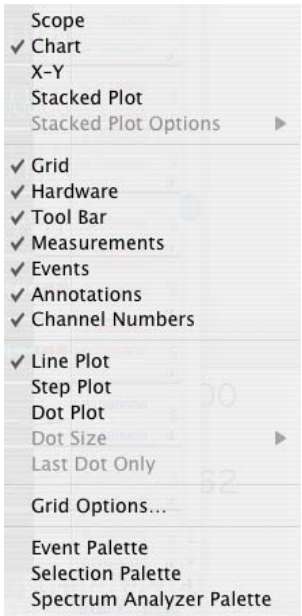 Scope
✓ Chart
X-Y
Stacked Plot
Stacked Plot Options ▶
✓ Grid
✓ Hardware
✓ Tool Bar
✓ Measurements
✓ Events
✓ Annotations
✓ Channel Numbers
✓ Line Plot
Step Plot
Dot Plot
Dot Size ▶
Last Dot Only
Grid Options...
Event Palette
Selection Palette
Spectrum Analyzer Palette